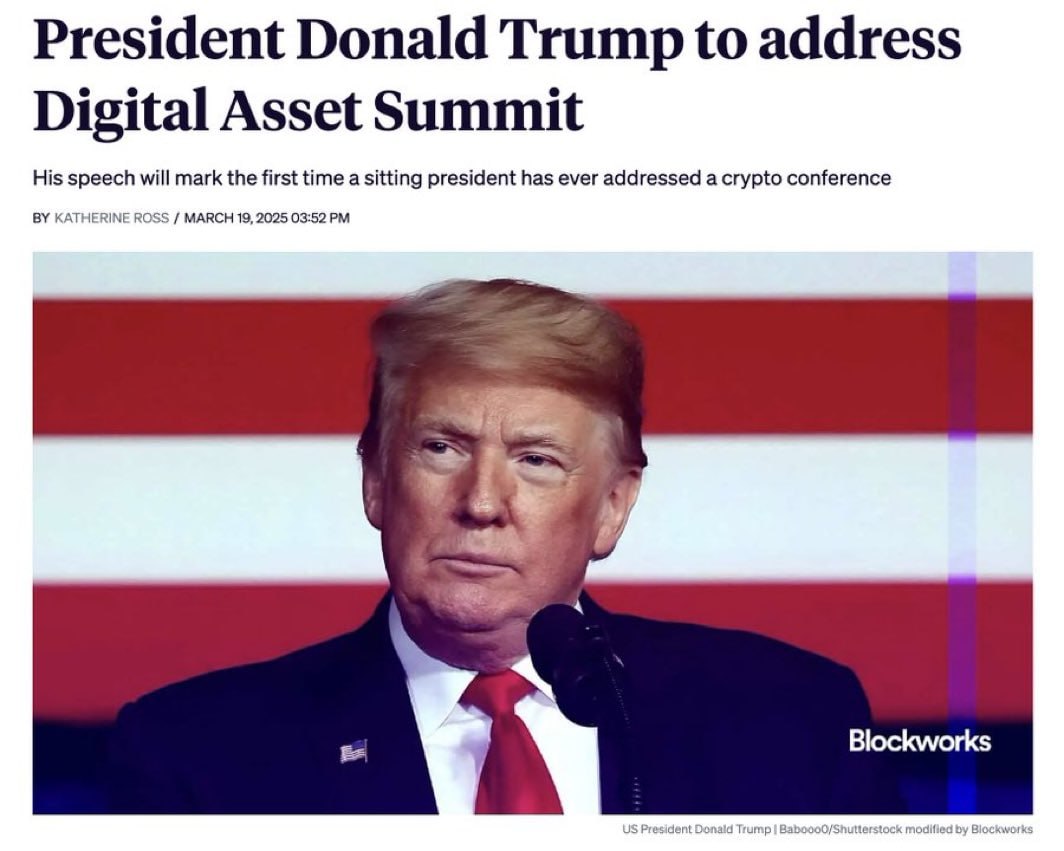 President Donald Trump to address
Digital Asset Summit
His speech will mark the first time a sitting president has ever addressed a crypto conference
BY KATHERINE ROSS / MARCH 19, 2025 03:52 PM
Blockworks
US President Donald Trump | Babooo0/Shutterstock modified by Blockworks